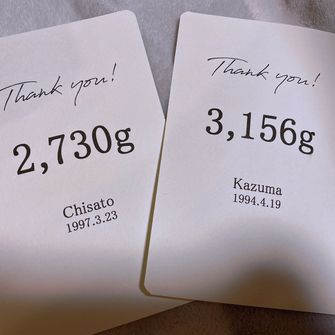 Thank you!
2,730g
Chisato
1997.3.23
Thank you!
3,156g
Kazuma
1994.4.19